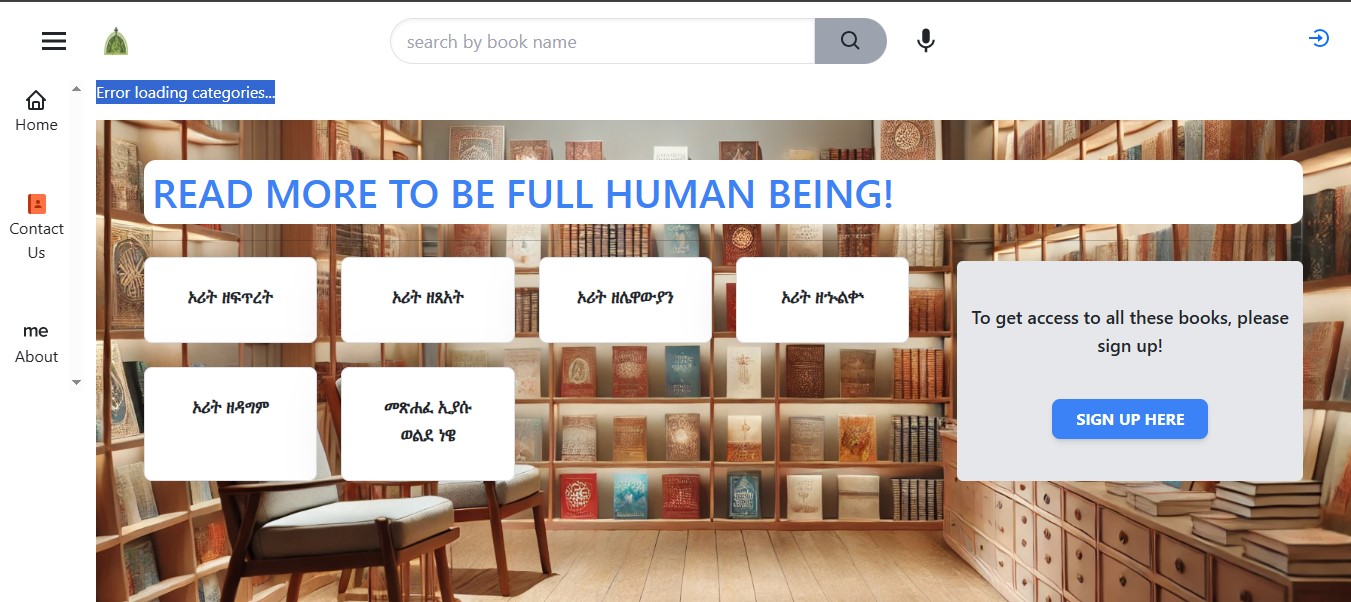 search by book name
Error loading categories...
Home
Contact
Us
me
About
READ MORE TO BE FULL HUMAN BEING!
ኦሪት ዘፍጥረት
ኦሪት ዘጸአት
ኦሪት ዘሌዋውያን
ኦሪት ዘኊልቍ
ኦሪት ዘዳግም
መጽሐፈ ኢያሱ
ወልደ ነዌ
To get access to all these books, please
sign up!
SIGN UP HERE